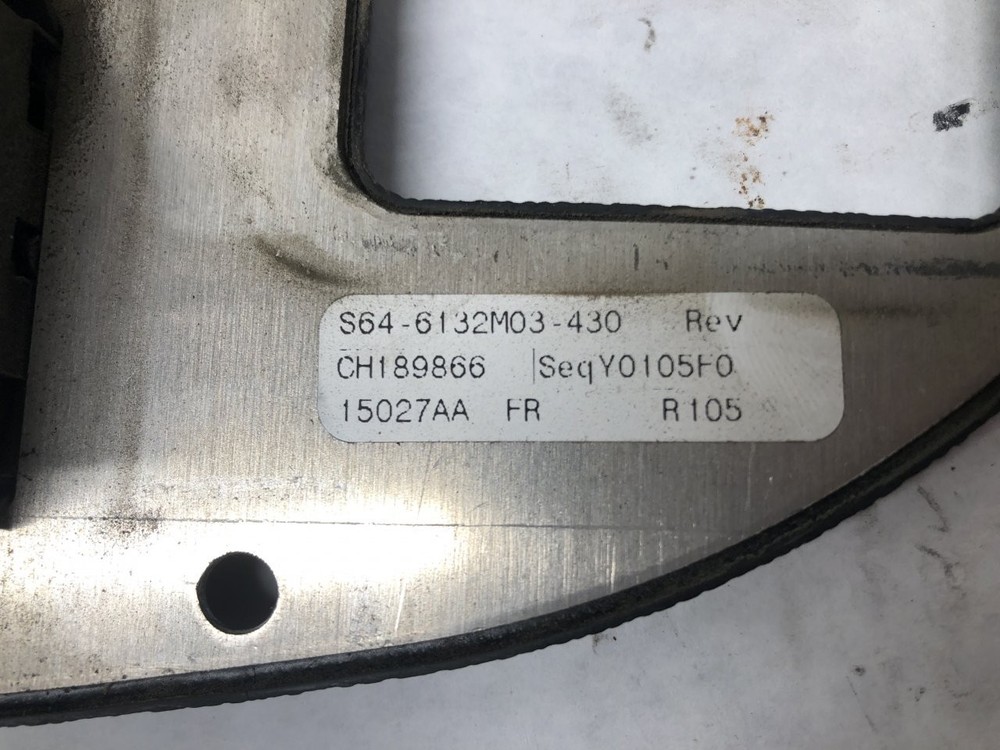 S64-6132M03-430 Rev
CH189866 |SeqY0105F0
15027AA FR R105